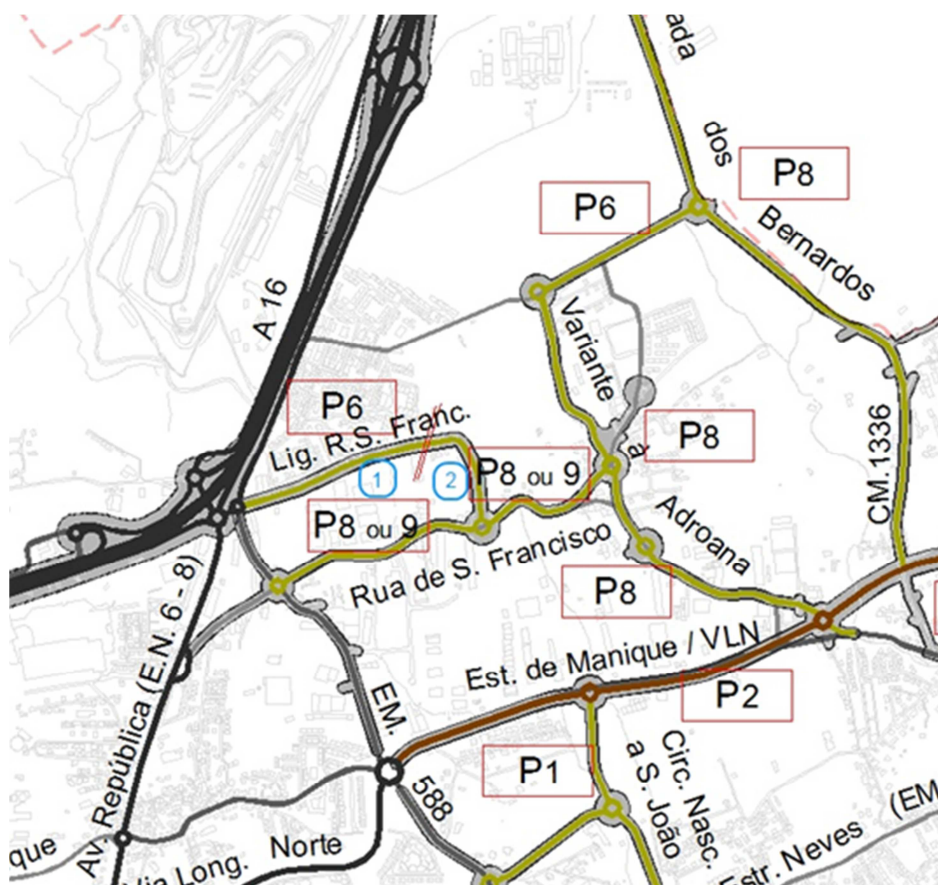 ada
dos
P8
P6
Bernardos
A 16
Variante
P6
Lig. R.S. Franc.
P8
a
CM.1336
1
2
P8 ou 9
P8 ou 9
Adroana
Rua de S. Francisco
P8
Av. República (E.N. 6 - 8)
Est. de Manique / VLN
EM.
P2
P1
588
Circ. Nasc.
a S. João
que
Via Long. Norte
Estr. Neves (EM